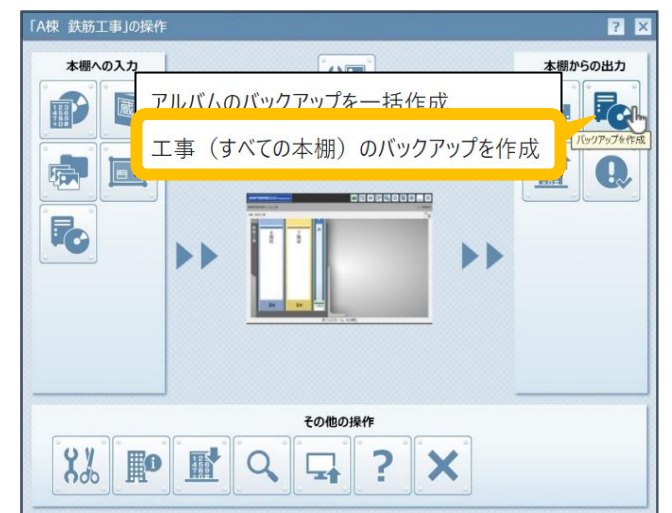 「A棟 鉄筋工事」の操作
本棚への入力
本棚からの出力
アルバムのバックアップを一括作成
工事（すべての本棚）のバックアップを作成
バックアップを作成
その他の操作